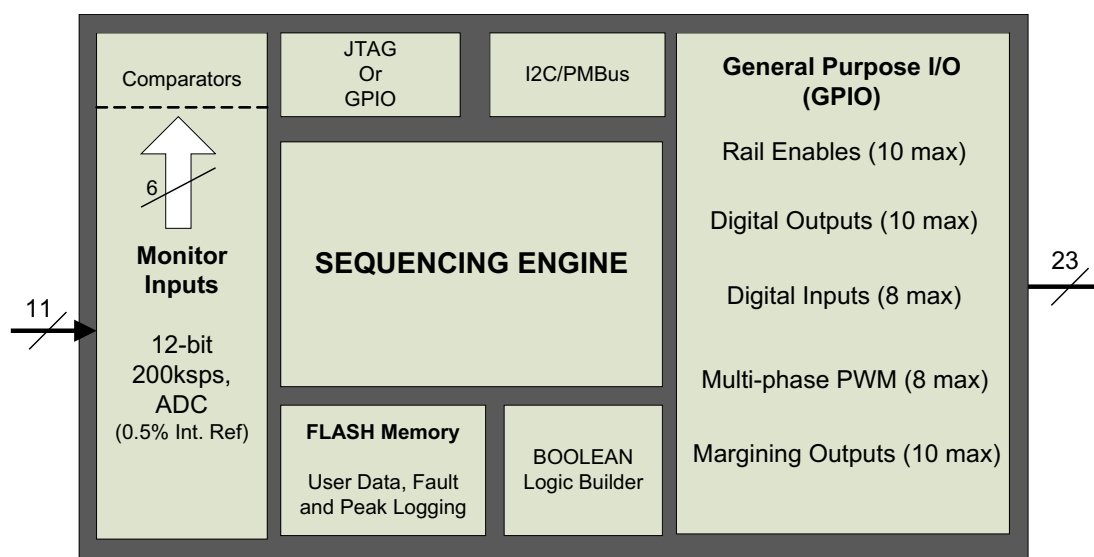 Comparators
6
Monitor
Inputs
12-bit
200ksps,
ADC
(0.5% Int. Ref)
11
JTAG
Or
GPIO
I2C/PMBus
SEQUENCING ENGINE
FLASH Memory
User Data, Fault
and Peak Logging
BOOLEAN
Logic Builder
General Purpose I/O
(GPIO)
Rail Enables (10 max)
Digital Outputs (10 max)
Digital Inputs (8 max)
Multi-phase PWM (8 max)
Margining Outputs (10 max)
23